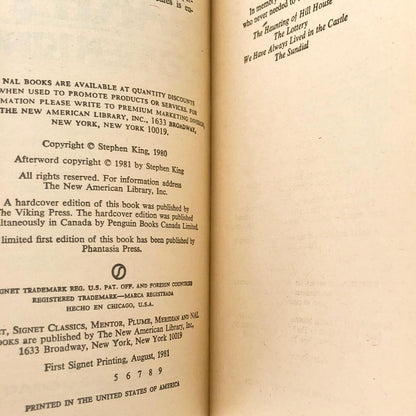 NAL BOOKS ARE AVAILABLE AT QUANTITY DISCOUNTS
WHEN USED TO PROMOTE PRODUCTS OR SERVICES. FOR
MATION PLEASE WRITE TO PREMIUM MARKETING DIVISION,
THE NEW AMERICAN LIBRARY, INC., 1633 BROADWAY,
NEW YORK, NEW YORK 10019.
Copyright © Stephen King, 1980
Afterword copyright © 1981 by Stephen King
All rights reserved. For information address
The New American Library, Inc.
A hardcover edition of this book was published by
The Viking Press. The hardcover edition was published
ultaneously in Canada by Penguin Books Canada Limited.
limited first edition of this book has been published by
Phantasia Press.
S
IGNET TRADEMARK REG. U.S. PAT. OFF. AND FOREIGN COUNTRIES
REGISTERED TRADEMARK—MARCA REGISTRADA
HECHO EN CHICAGO, U.S.A.
ET, SIGNET CLASSICS, MENTOR, PLUME, MERIDIAN AND NAL
OOKS are published by The New American Library, Inc.,
1633 Broadway, New York, New York 10019
First Signet Printing, August, 1981
5 6 7 8 9
PRINTED IN THE UNITED STATES OF AMERICA
In memory
who never needed to
The Haunting of Hill House
The Lottery
We Have Always Lived in the Castle
The Sundial